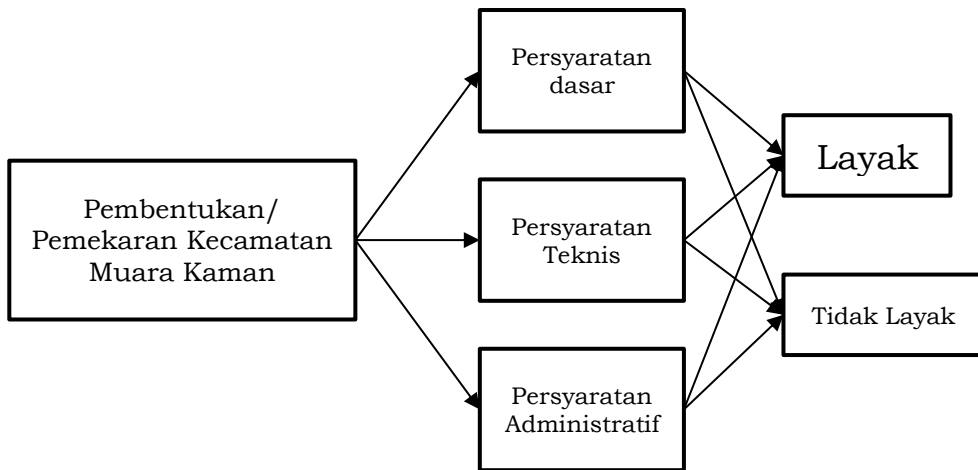 Pembentukan/
Pemekaran Kecamatan
Muara Kaman
Persyaratan
dasar
Persyaratan
Teknis
Persyaratan
Administratif
Layak
Tidak Layak